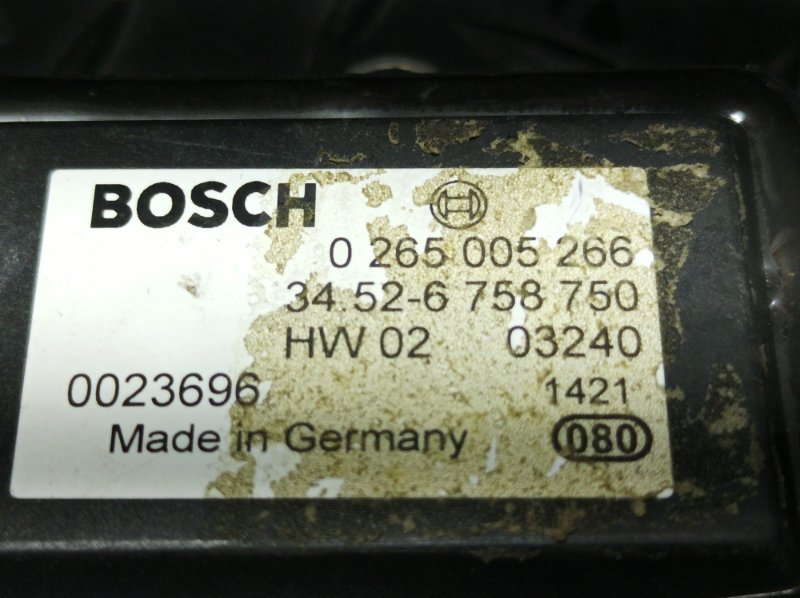 BOSCH
0 265 005 266
34.52-6 758 750
HW 02 03240
0023696 1421
Made in Germany 080